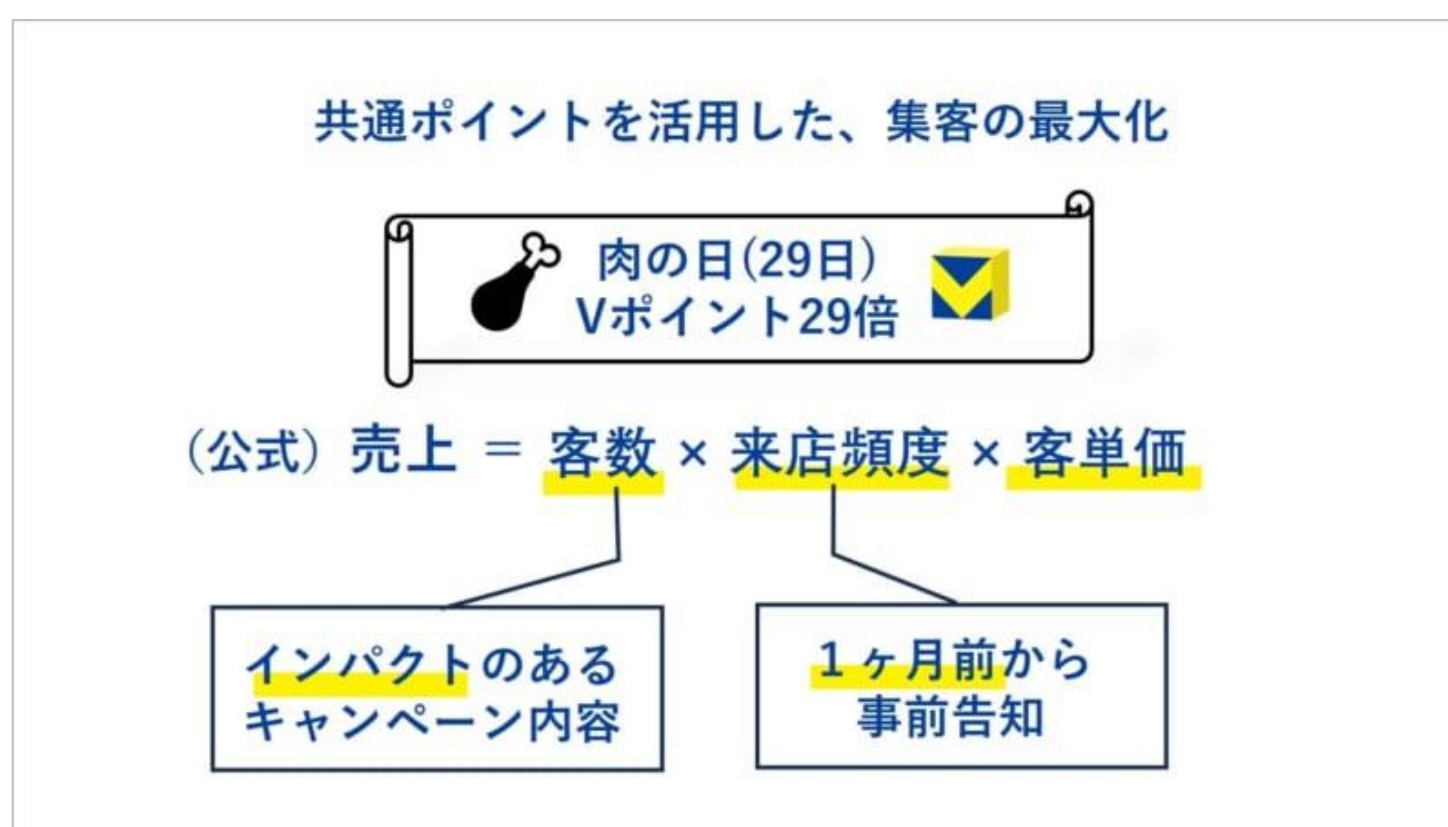 共通ポイントを活用した、集客の最大化
肉の日(29日)
Vポイント29倍
(公式) 売上 = 客数 × 来店頻度 × 客単価
インパクトのある
キャンペーン内容
1ヶ月前から
事前告知